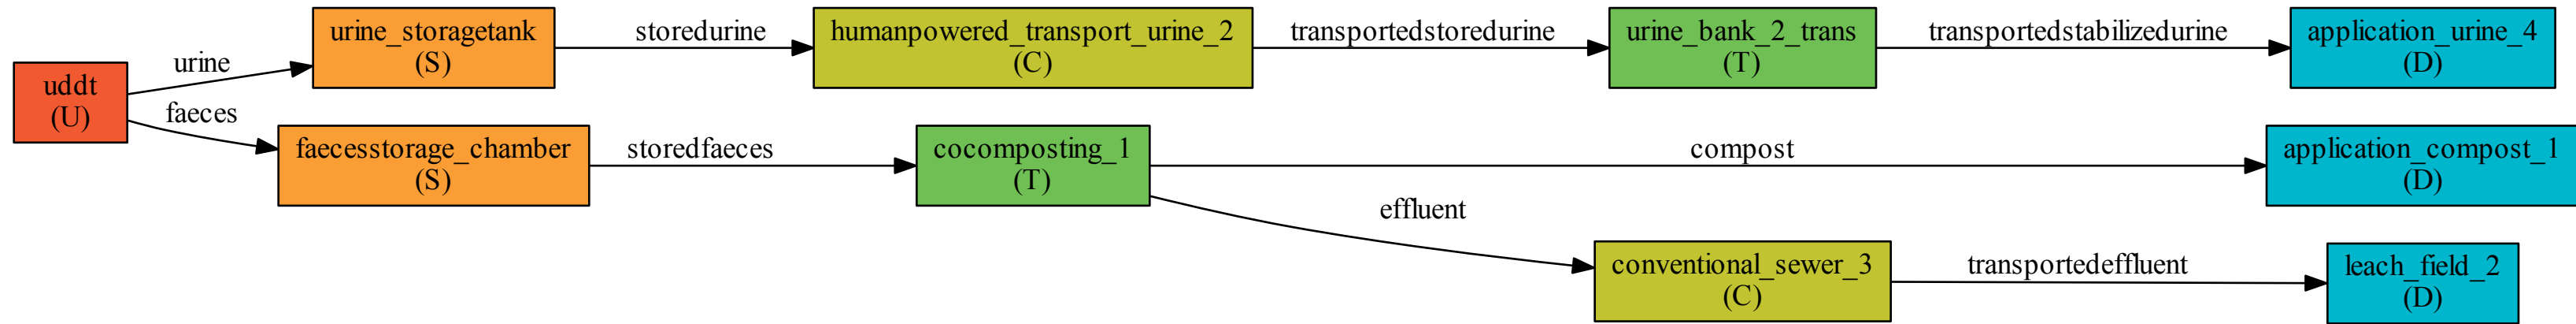 uddt
(U)
urine
faeces
urine_storagetank
(S)
storedurine
humanpowered_transport_urine_2
(C)
transportedstoredurine
urine_bank_2_trans
(T)
transportedstabilizedurine
application_urine_4
(D)
faecesstorage_chamber
(S)
storedfaeces
cocomposting_1
(T)
compost
application_compost_1
(D)
effluent
conventional_sewer_3
(C)
transportedeffluent
leach_field_2
(D)